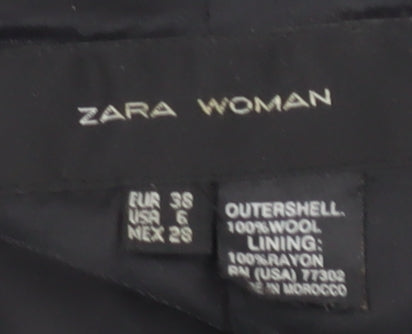 ZARA WOMAN
EUR 38
USA 6
MEX 28
OUTERSHELL.
100%WOOL
LINING:
100%RAYON
RN (USA) 77302
IN MOROCCO